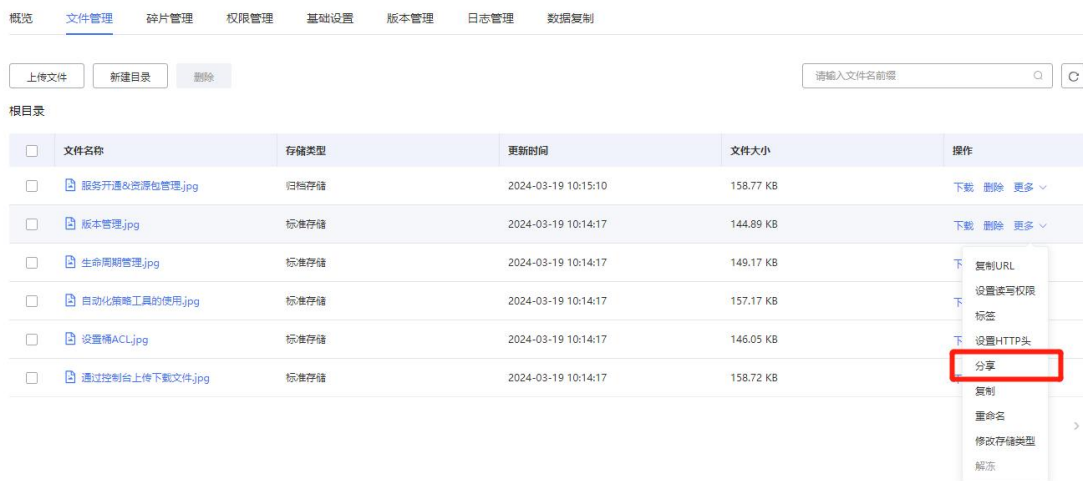 概览 文件管理 碎片管理 权限管理 基础设置 版本管理 日志管理 数据复制
上传文件 新建目录 删除 请输入文件名前缀
根目录
文件名称 存储类型 更新时间 文件大小 操作
服务开通&资源包管理.jpg 归档存储 2024-03-19 10:15:10 158.77 KB 下载 删除 更多
版本管理.jpg 标准存储 2024-03-19 10:14:17 144.89 KB 下载 删除 更多
生命周期管理.jpg 标准存储 2024-03-19 10:14:17 149.17 KB 下
复制URL
自动化策略工具的使用.jpg 标准存储 2024-03-19 10:14:17 157.17 KB 下
设置读写权限
标签
设置桶ACL.jpg 标准存储 2024-03-19 10:14:17 146.05 KB 下
设置HTTP头
分享
通过控制台上传下载文件.jpg 标准存储 2024-03-19 10:14:17 158.72 KB
复制
重命名
修改存储类型
解冻